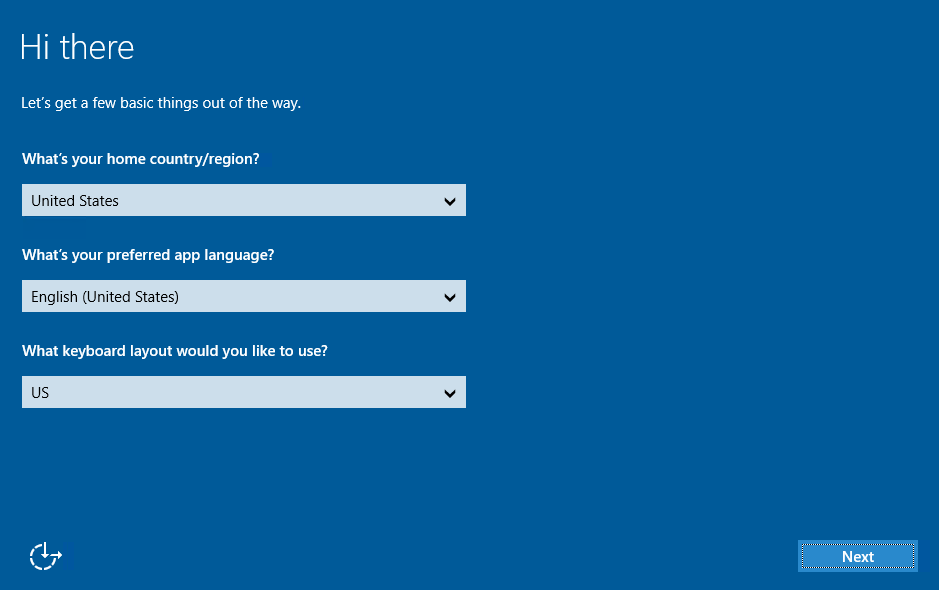 Hi there
Let's get a few basic things out of the way.
What's your home country/region?
United States
What's your preferred app language?
English (United States)
What keyboard layout would you like to use?
US
Next